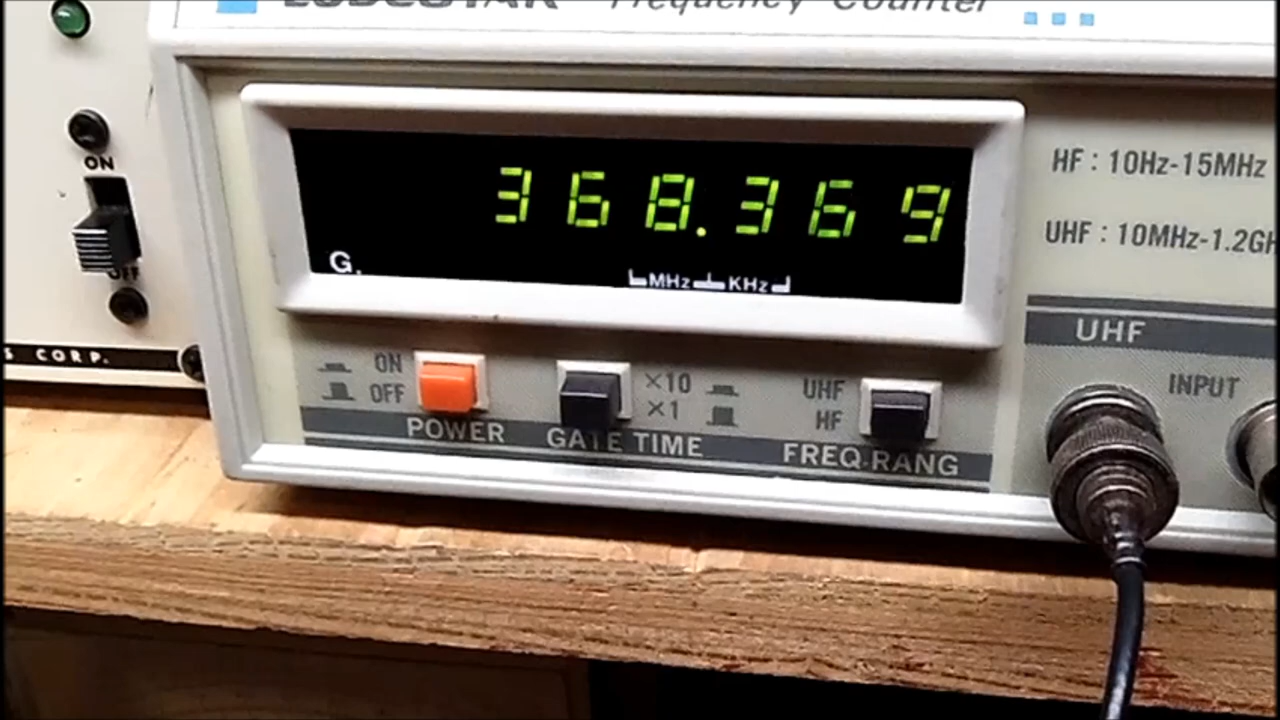 Frequency Counter
ON
OFF
S CORP.
368.369
G.
MHz KHz
ON
OFF
POWER
×10
×1
GATE TIME
UHF
HF
FREQ-RANG
HF : 10Hz-15MHz
UHF : 10MHz-1.2G
UHF
INPUT